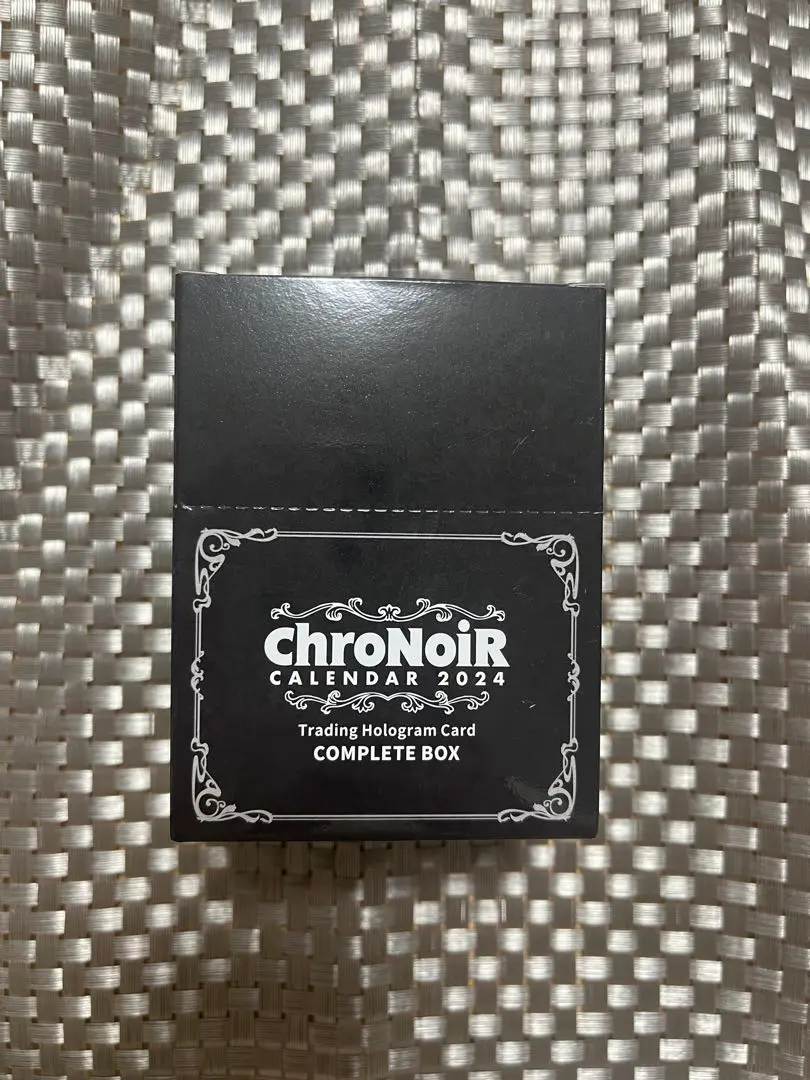 ChroNoiR
CALENDAR 2024
Trading Hologram Card
COMPLETE BOX